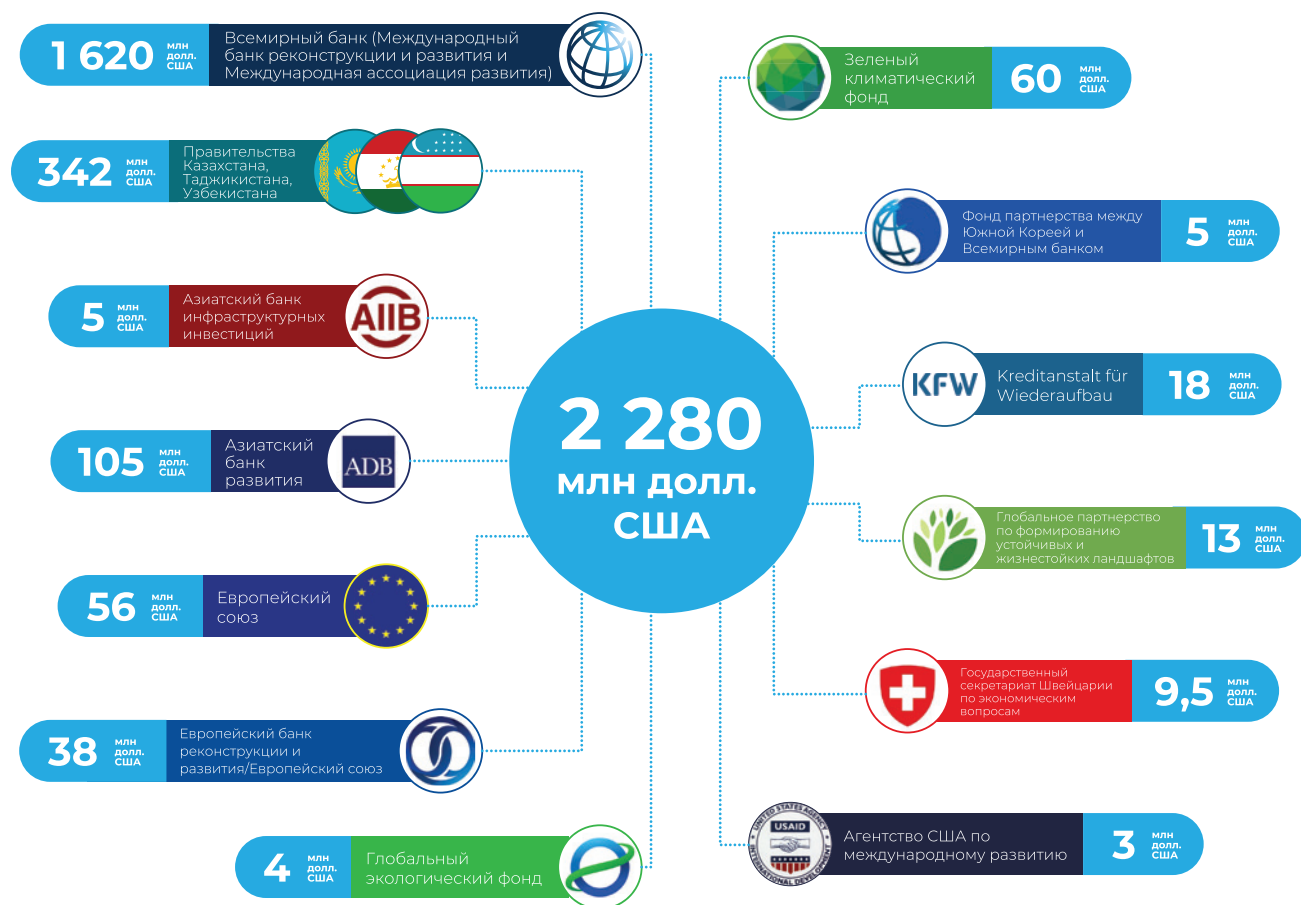 1 620
млн
долл.
США
Всемирный банк (Международный
банк реконструкции и развития и
Международная ассоциация развития)
342
млн
долл.
США
Правительства
Казахстана,
Таджикистана,
Узбекистана
5
млн
долл.
США
Азиатский банк
инфраструктурных
инвестиций
AIIB
105
млн
долл.
США
Азиатский
банк
развития
ADB
56
млн
долл.
США
Европейский
союз
38
млн
долл.
США
Европейский банк
реконструкции и
развития/Европейский союз
4
млн
долл.
США
Глобальный
экологический фонд
2 280
млн долл.
США
Зеленый
климатический
фонд
60
млн
долл.
США
Фонд партнерства между
Южной Кореей и
Всемирным банком
5
млн
долл.
США
KFW
Kreditanstalt für
Wiederaufbau
18
млн
долл.
США
Глобальное партнерство
по формированию
устойчивых и
жизнестойких ландшафтов
13
млн
долл.
США
Государственный
секретариат Швейцарии
по экономическим
вопросам
9,5
млн
долл.
США
UNITED STATES AGENCY
USAID
INTERNATIONAL DEVELOPMENT
Агентство США по
международному развитию
3
млн
долл.
США